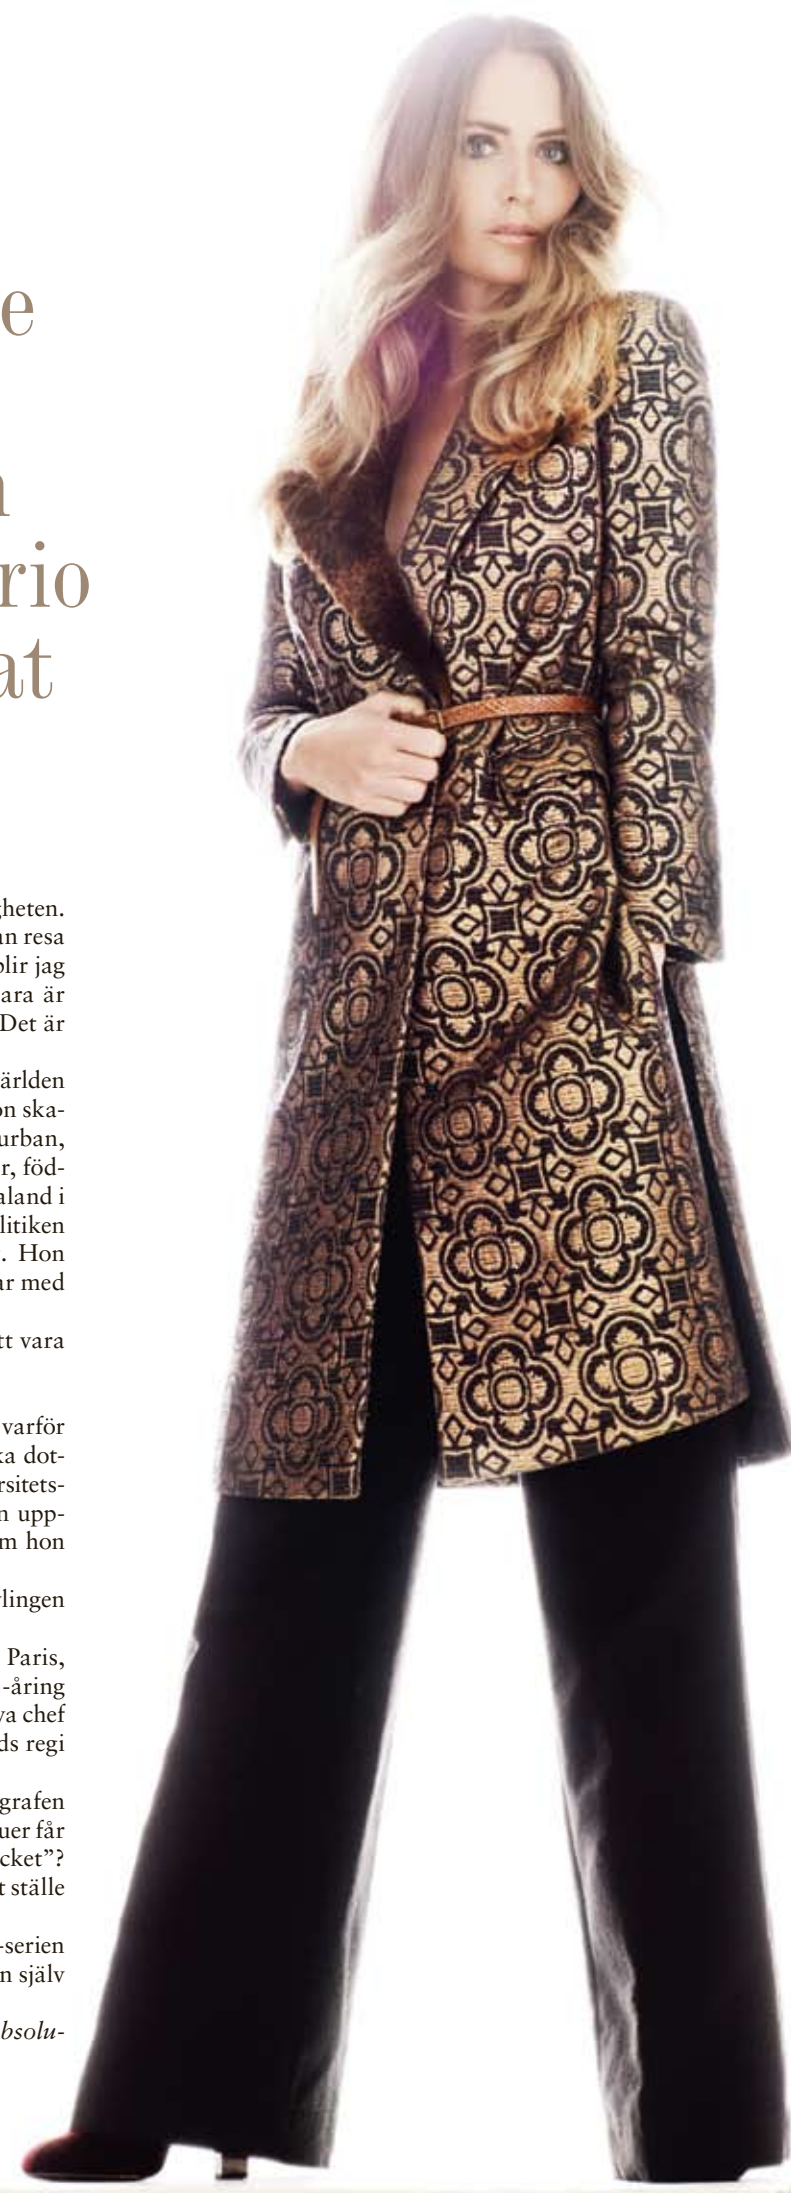 e
n
rio
at
gheten.
an resa
blir jag
ara är
Det är
ärlden
on ska-
urban,
r, föd-
aland i
litiken
. Hon
ar med
tt vara
varför
ka dot-
rsitets-
n upp-
m hon
lingen
Paris,
-åring
va chef
ds regi
grafen
uer får
cket”?
t ställe
-serien
n själv
bsolu-